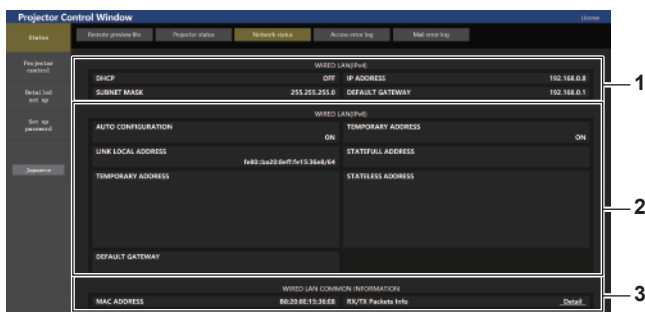 Projector Control Window
License
Status
Remote preview lite
Projector status
Network status
Access error log
Mail error log
Projector
control
Detailed
set up
Set up
password
Japanese
WIRED LAN(IPv4)
DHCP OFF IP ADDRESS 192.168.0.8
SUBNET MASK 255.255.255.0 DEFAULT GATEWAY 192.168.0.1
1
WIRED LAN(IPv6)
AUTO CONFIGURATION TEMPORARY ADDRESS
ON ON
LINK LOCAL ADDRESS STATEFULL ADDRESS
fe80::ba20:8eff:fe15:36e8/64
TEMPORARY ADDRESS STATELESS ADDRESS
2
DEFAULT GATEWAY
WIRED LAN COMMON INFORMATION
3
MAC ADDRESS B8:20:8E:15:36:E8 RX/TX Packets Info Detail